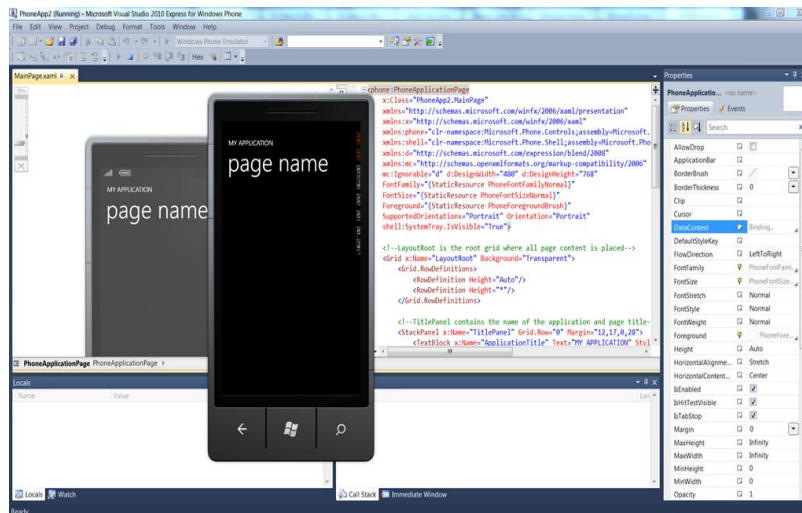 PhoneApp2 (Running) - Microsoft Visual Studio 2010 Express for Windows Phone
File Edit View Project Debug Format Tools Window Help
Windows Phone Emulator
Hex
MainPage.xaml
MY APPLICATION
page name
MY APPLICATION
page name
<phone:PhoneApplicationPage
x:Class="PhoneApp2.MainPage"
xmlns="http://schemas.microsoft.com/winfx/2006/xaml/presentation"
xmlns:x="http://schemas.microsoft.com/winfx/2006/xaml"
xmlns:phone="clr-namespace:Microsoft.Phone.Controls;assembly=Microsoft.
xmlns:shell="clr-namespace:Microsoft.Phone.Shell;assembly=Microsoft.Pho
xmlns:d="http://schemas.microsoft.com/expression/blend/2008"
xmlns:mc="http://schemas.openxmlformats.org/markup-compatibility/2006"
mc:Ignorable="d" d:DesignWidth="480" d:DesignHeight="768"
FontFamily="{StaticResource PhoneFontFamilyNormal}"
FontSize="{StaticResource PhoneFontSizeNormal}"
Foreground="{StaticResource PhoneForegroundBrush}"
SupportedOrientations="Portrait" Orientation="Portrait"
shell:SystemTray.IsVisible="True">
<!--LayoutRoot is the root grid where all page content is placed-->
<Grid x:Name="LayoutRoot" Background="Transparent">
<Grid.RowDefinitions>
<RowDefinition Height="Auto"/>
<RowDefinition Height="*"/>
</Grid.RowDefinitions>
<!--TitlePanel contains the name of the application and page title-
<StackPanel x:Name="TitlePanel" Grid.Row="0" Margin="12,17,0,28">
<TextBlock x:Name="ApplicationTitle" Text="MY APPLICATION" Styl
PhoneApplicationPage PhoneApplicationPage
Locals
Name Value
Lan
Locals Watch
Call Stack Immediate Window
Ready
Properties
PhoneApplicatio... <no name>
Properties Events
Search
AllowDrop
ApplicationBar
BorderBrush
BorderThickness 0
Clip
Cursor
DataContext Binding...
DefaultStyleKey
FlowDirection LeftToRight
FontFamily PhoneFontFami...
FontSize PhoneFontSize...
FontStretch Normal
FontStyle Normal
FontWeight Normal
Foreground PhoneFore...
Height Auto
HorizontalAlignme... Stretch
HorizontalContent... Center
IsEnabled
IsHitTestVisible
IsTabStop
Margin 0
MaxHeight Infinity
MaxWidth Infinity
MinHeight 0
MinWidth 0
Opacity 1